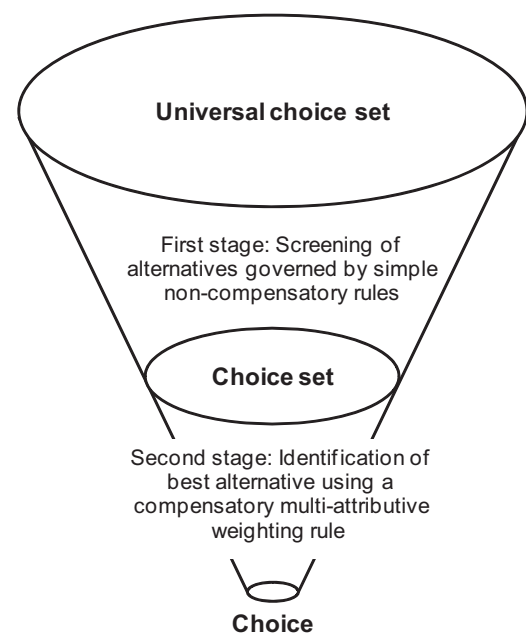 Universal choice set
First stage: Screening of
alternatives governed by simple
non-compensatory rules
Choice set
Second stage: Identification of
best alternative using a
compensatory multi-attributive
weighting rule
Choice